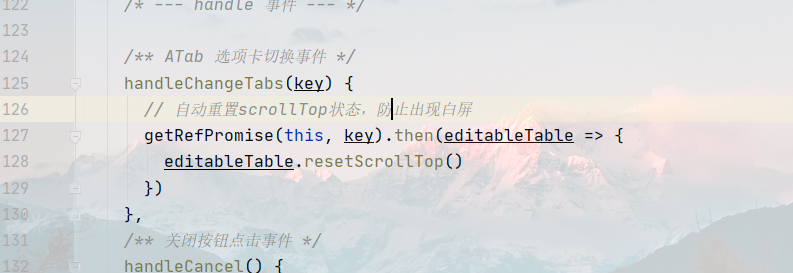 122 /* --- handle 事件 --- */
123
124 /** ATab 选项卡切换事件 */
125 handleChangeTabs(key) {
126 // 自动重置scrollTop状态，防止出现白屏
127 getRefPromise(this, key).then(editableTable => {
128 editableTable.resetScrollTop()
129 })
130 },
131 /** 关闭按钮点击事件 */
132 handleCancel() {